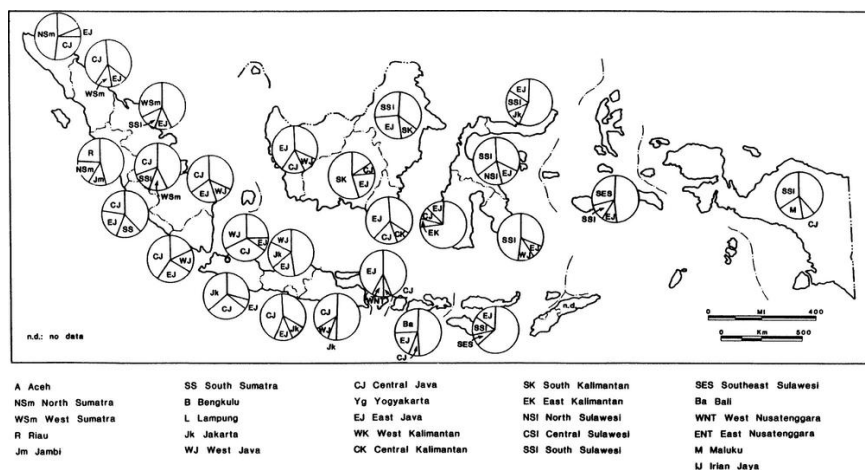 NSm
EJ
CJ
CJ
WSm
EJ
WSm
SSI
EJ
EJ
SSI
Jk
SSI
EJ
SK
R
NSm
Jm
CJ
SSI
WSm
CJ
EJ
WJ
EJ
WJ
CJ
SK
CJ
EJ
SSI
NSI
EJ
SES
SSI
EJ
SSI
M
CJ
CJ
EJ
SS
EJ
CJ
CK
EJ
CJ
EK
SSI
EJ
WJ
CJ
WJ
EJ
WJ
EJ
CJ
WJ
Jk
EJ
EJ
WNT
CJ
Jk
EJ
CJ
CJ
EJ
Jk
CJ
WJ
Jk
Ba
EJ
CJ
EJ
SSI
SES
n.d.
0 MI 400
0 Km 500
n.d.: no data
A Aceh
NSm North Sumatra
WSm West Sumatra
R Riau
Jm Jambi
SS South Sumatra
B Bengkulu
L Lampung
Jk Jakarta
WJ West Java
CJ Central Java
Yg Yogyakarta
EJ East Java
WK West Kalimantan
CK Central Kalimantan
SK South Kalimantan
EK East Kalimantan
NSI North Sulawesi
CSI Central Sulawesi
SSI South Sulawesi
SES Southeast Sulawesi
Ba Bali
WNT West Nusatenggara
ENT East Nusatenggara
M Maluku
IJ Irian Jaya